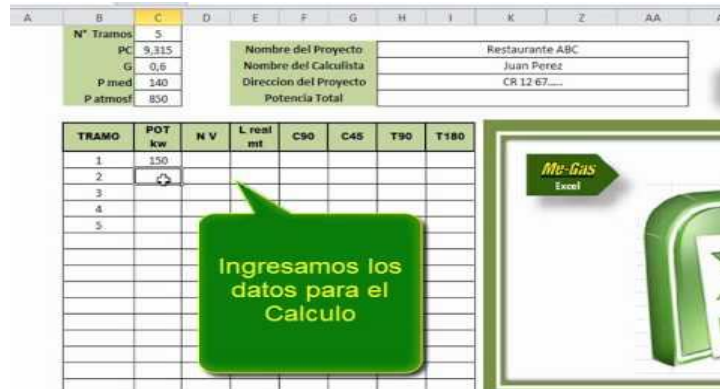 A B C D E F G H I K Z AA
N° Tramos 5
PC 9,315 Nombre del Proyecto Restaurante ABC
G 0,6 Nombre del Calculista Juan Perez
P med 140 Direccion del Proyecto CR 12 67.....
P atmosf 850 Potencia Total
TRAMO POT kw N V L real mt C90 C45 T90 T180
1 150
2
3
4
5
Me-Gas
Excel
Ingresamos los
datos para el
Calculo